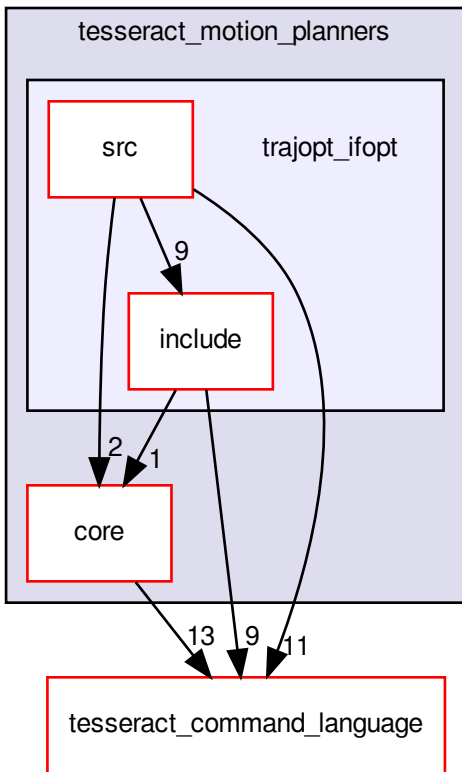 tesseract_motion_planners
src
trajopt_ifopt
9
include
2
1
core
13
9
11
tesseract_command_language